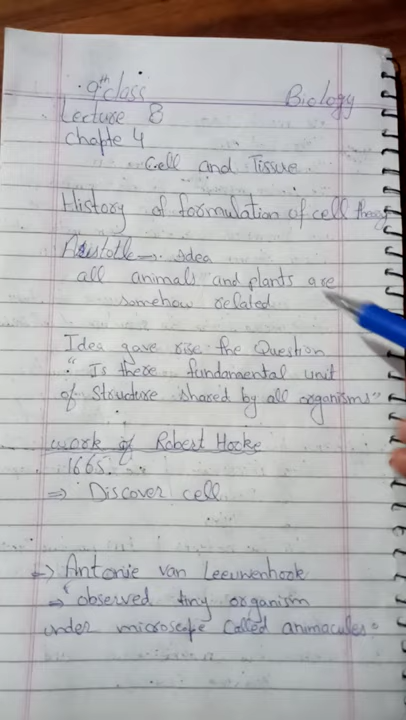 9th class Biology
Lecture 8
Chapte 4
Cell and Tissue
History of formulation of cell theory
Aristotle → idea
all animals and plants are
somehow related
Idea gave rise the Question
"Is there fundamental unit
of Structure shared by all organisms"
work of Robert Hooke
1665.
⇒ Discover cell
→ Antonie van Leeuwenhook
→ observed tiny organism
under microscope Called animacules.